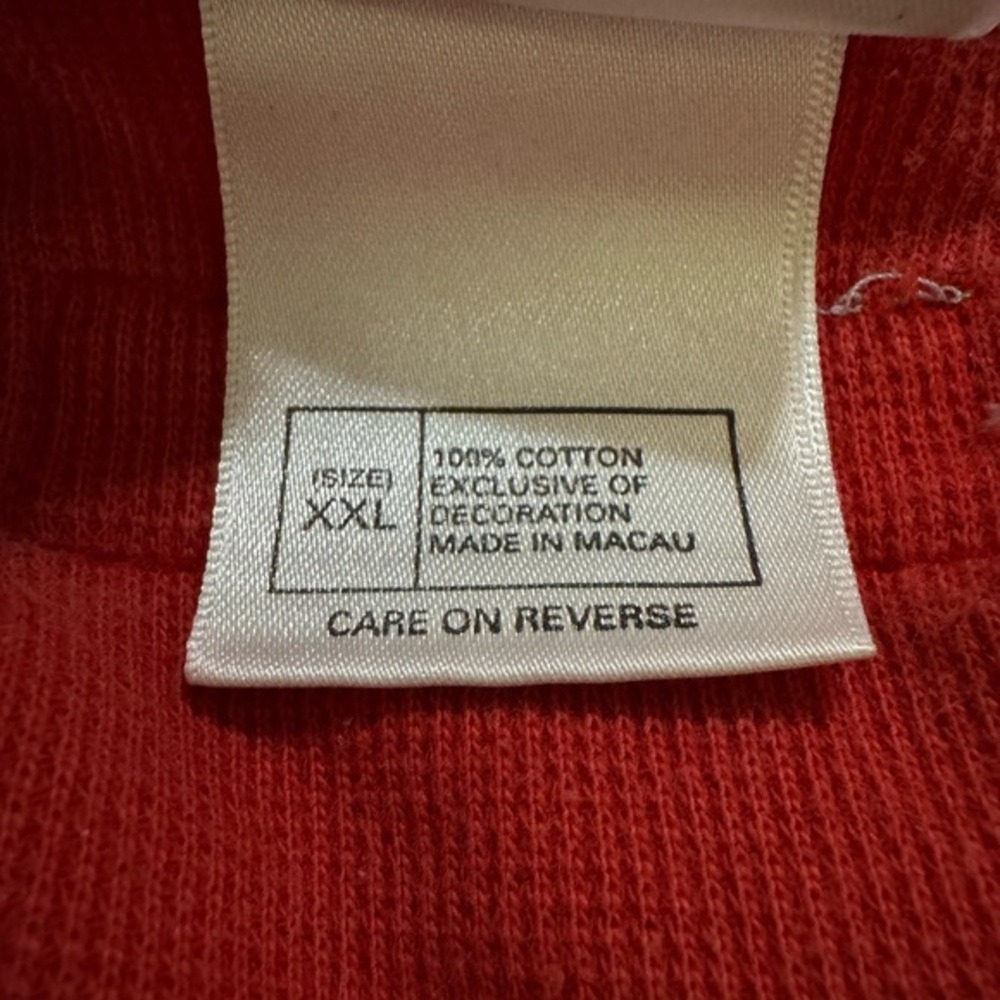 (SIZE)
XXL
100% COTTON
EXCLUSIVE OF
DECORATION
MADE IN MACAU
CARE ON REVERSE